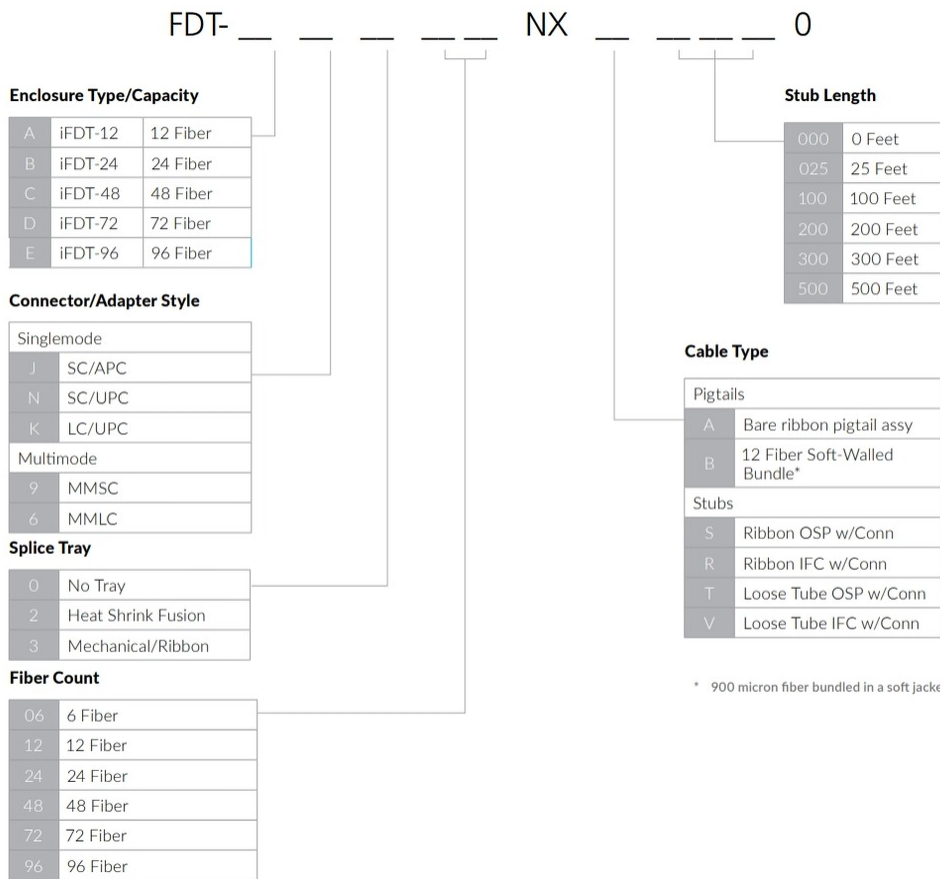 FDT- __ __ __ __ __ NX __ __ __ __ 0
Enclosure Type/Capacity
A iFDT-12 12 Fiber
B iFDT-24 24 Fiber
C iFDT-48 48 Fiber
D iFDT-72 72 Fiber
E iFDT-96 96 Fiber
Connector/Adapter Style
Singlemode
J SC/APC
N SC/UPC
K LC/UPC
Multimode
9 MMSC
6 MMLC
Splice Tray
0 No Tray
2 Heat Shrink Fusion
3 Mechanical/Ribbon
Fiber Count
06 6 Fiber
12 12 Fiber
24 24 Fiber
48 48 Fiber
72 72 Fiber
96 96 Fiber
Stub Length
000 0 Feet
025 25 Feet
100 100 Feet
200 200 Feet
300 300 Feet
500 500 Feet
Cable Type
Pigtails
A Bare ribbon pigtail assy
B 12 Fiber Soft-Walled
Bundle*
Stubs
S Ribbon OSP w/Conn
R Ribbon IFC w/Conn
T Loose Tube OSP w/Conn
V Loose Tube IFC w/Conn
* 900 micron fiber bundled in a soft jacke